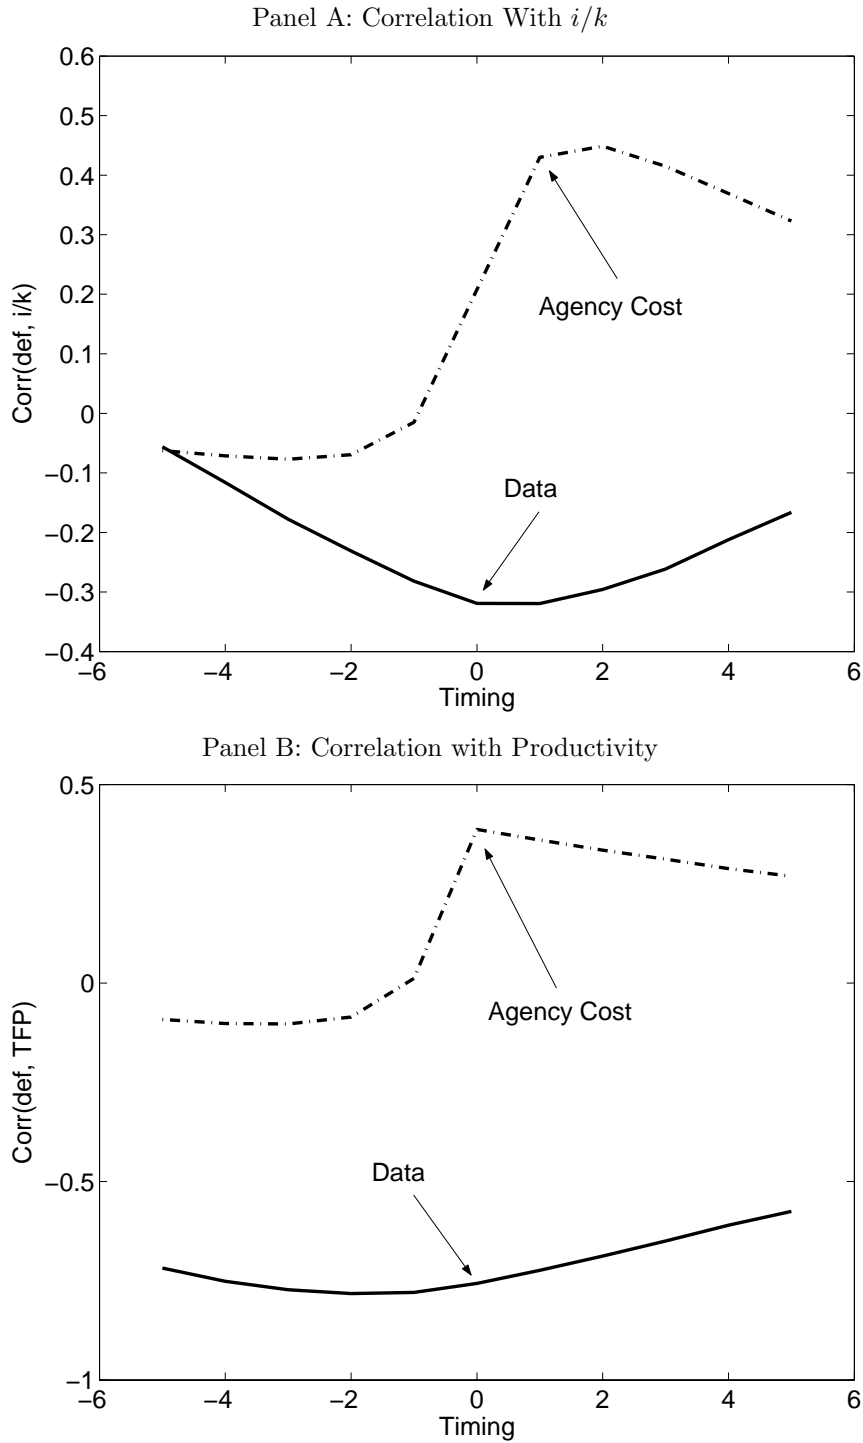 Panel A: Correlation With i/k
0.6
0.5
0.4
0.3
0.2
0.1
0
−0.1
−0.2
−0.3
−0.4
Corr(def, i/k)
Agency Cost
Data
−6 −4 −2 0 2 4 6
Timing
Panel B: Correlation with Productivity
0.5
0
−0.5
−1
Corr(def, TFP)
Agency Cost
Data
−6 −4 −2 0 2 4 6
Timing